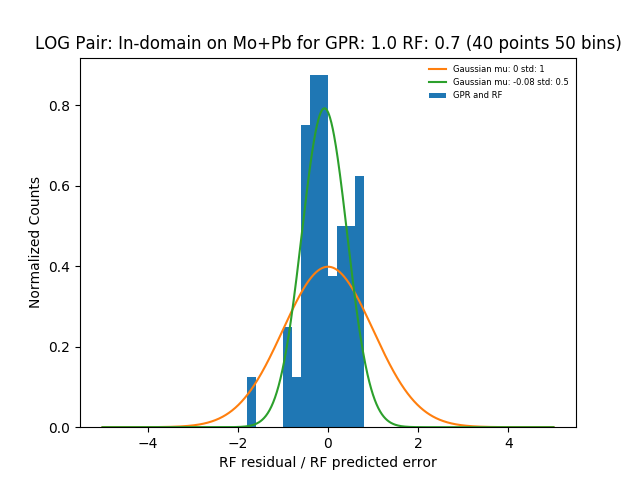 LOG Pair: In-domain on Mo+Pb for GPR: 1.0 RF: 0.7 (40 points 50 bins)
Gaussian mu: 0 std: 1
Gaussian mu: -0.08 std: 0.5
GPR and RF
Normalized Counts
0.8
0.6
0.4
0.2
0.0
−4 −2 0 2 4
RF residual / RF predicted error